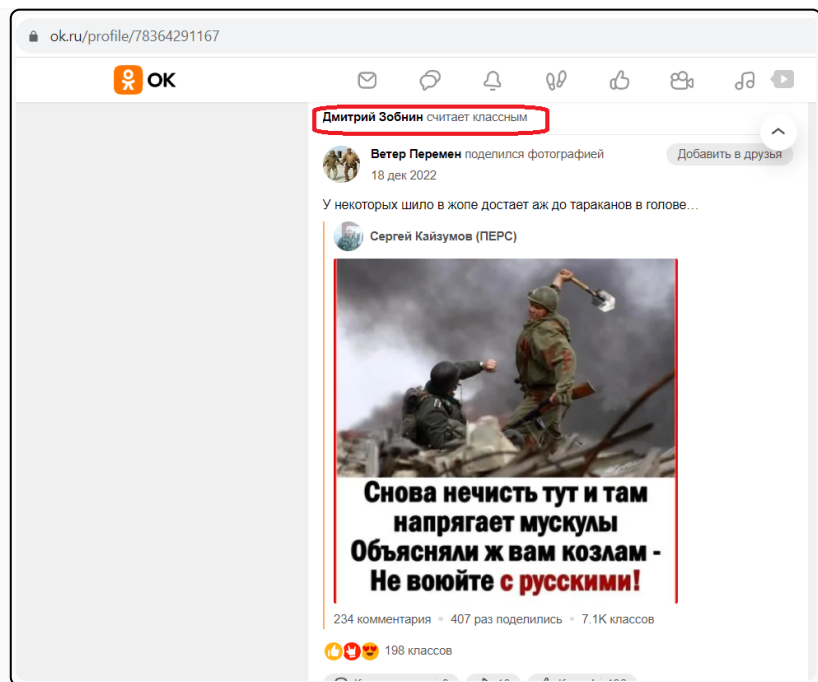 ok.ru/profile/78364291167
ОК
Дмитрий Зобнин считает классным
Ветер Перемен поделился фотографией
Добавить в друзья
18 дек 2022
У некоторых шило в жопе достает аж до тараканов в голове…
Сергей Кайзумов (ПЕРС)
Снова нечисть тут и там
напрягает мускулы
Объясняли ж вам козлам -
Не воюйте с русскими!
234 комментария • 407 раз поделились • 7.1K классов
198 классов